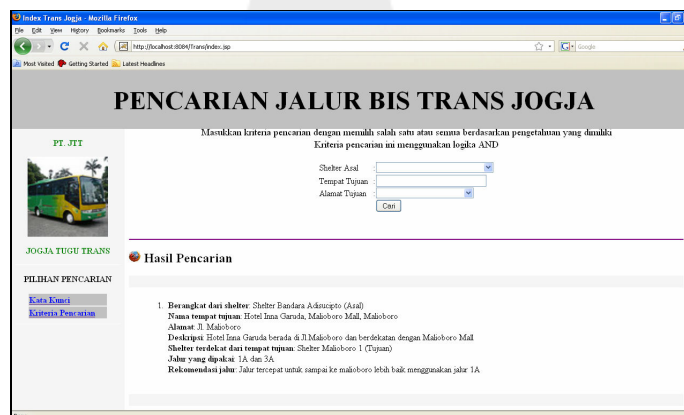 Index Trans Jogja - Mozilla Firefox
File Edit View History Bookmarks Tools Help
http://localhost:8084/Trans/index.jsp
Google
Most Visited Getting Started Latest Headlines
PENCARIAN JALUR BIS TRANS JOGJA
PT. JTT
JOGJA TUGU TRANS
PILIHAN PENCARIAN
Kata Kunci
Kriteria Pencarian
Masukkan kriteria pencarian dengan memilih salah satu atau semua berdasarkan pengetahuan yang dimiliki
Kriteria pencarian ini menggunakan logika AND
Shelter Asal :
Tempat Tujuan :
Alamat Tujuan :
Cari
Hasil Pencarian
1. Berangkat dari shelter: Shelter Bandara Adisucipto (Asal)
Nama tempat tujuan: Hotel Inna Garuda, Malioboro Mall, Malioboro
Alamat: Jl. Malioboro
Deskripsi: Hotel Inna Garuda berada di Jl.Malioboro dan berdekatan dengan Malioboro Mall
Shelter terdekat dari tempat tujuan: Shelter Malioboro 1 (Tujuan)
Jalur yang dipakai: 1A dan 3A
Rekomendasi jalur: Jalur tercepat untuk sampai ke malioboro lebih baik menggunakan jalur 1A